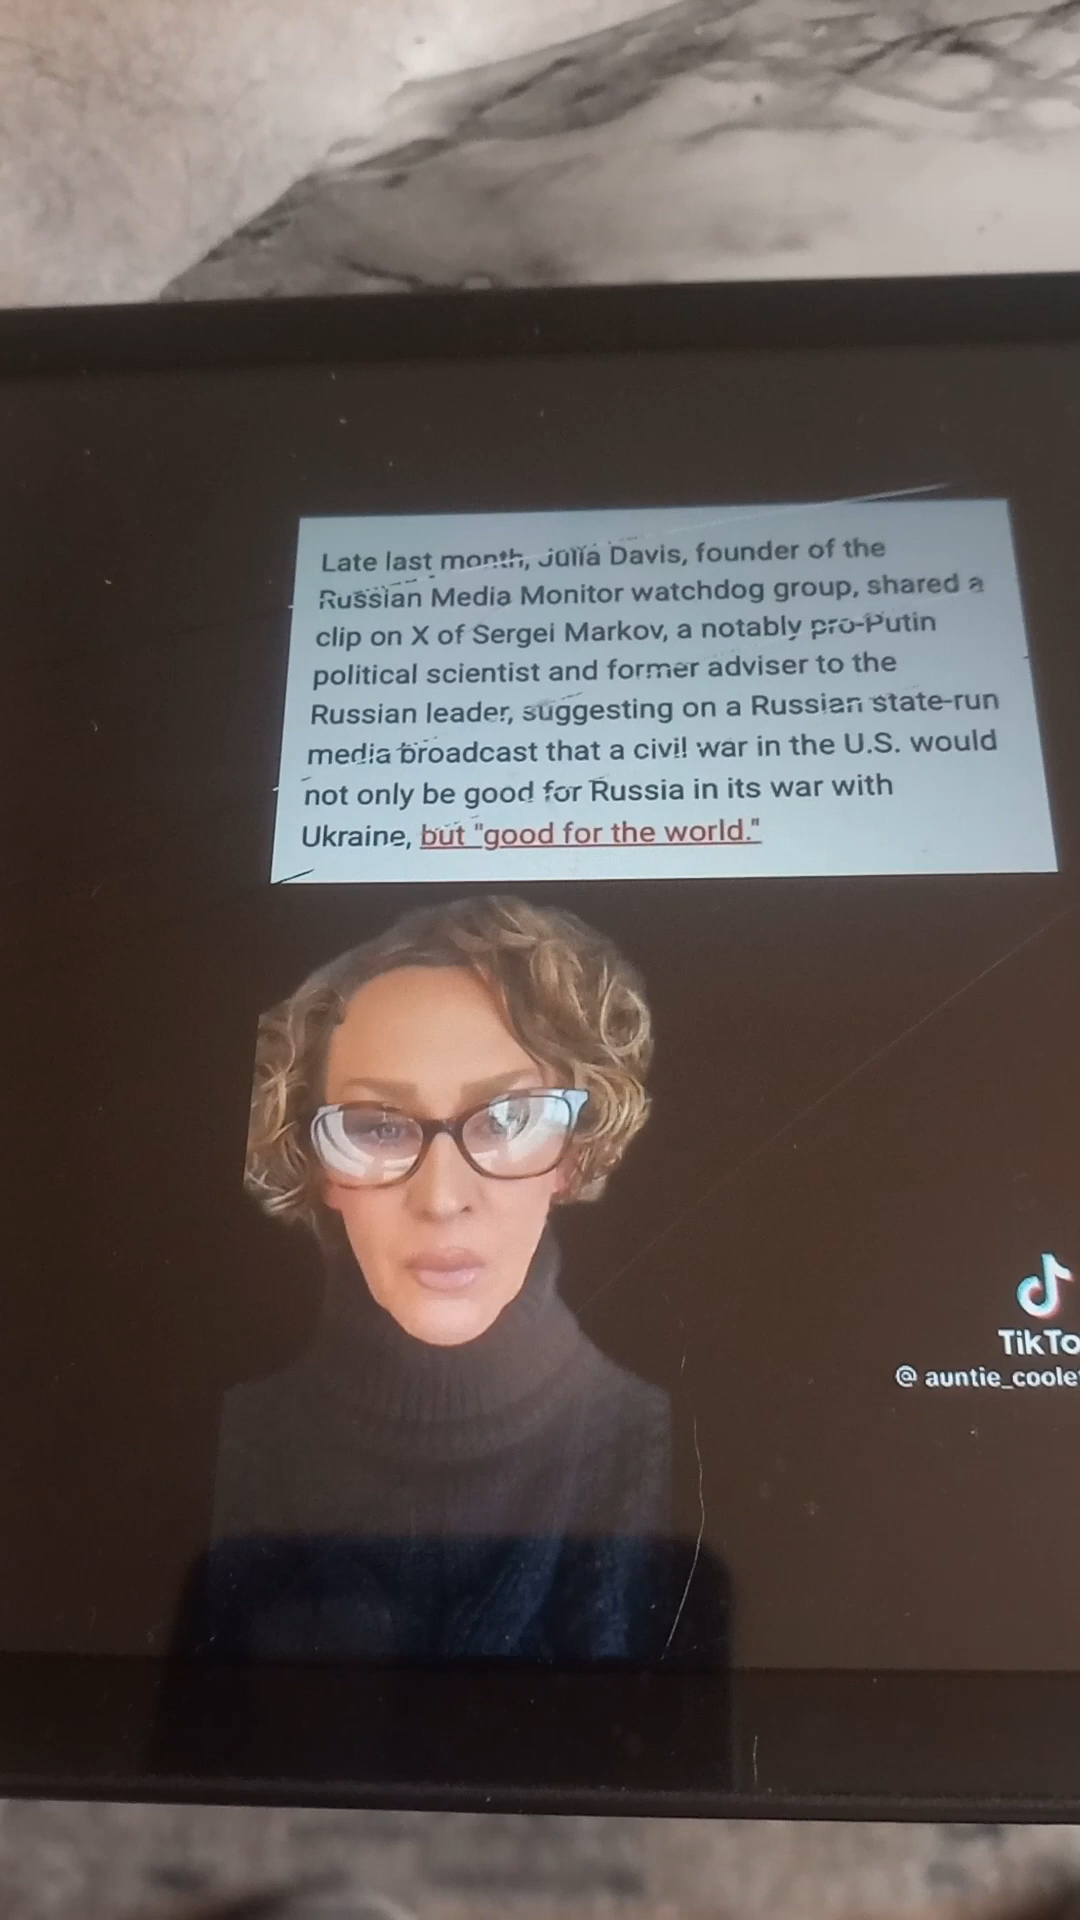 Late last month, Julia Davis, founder of the
Russian Media Monitor watchdog group, shared a
clip on X of Sergei Markov, a notably pro-Putin
political scientist and former adviser to the
Russian leader, suggesting on a Russian state-run
media broadcast that a civil war in the U.S. would
not only be good for Russia in its war with
Ukraine, but "good for the world."
TikTo
@ auntie_coole